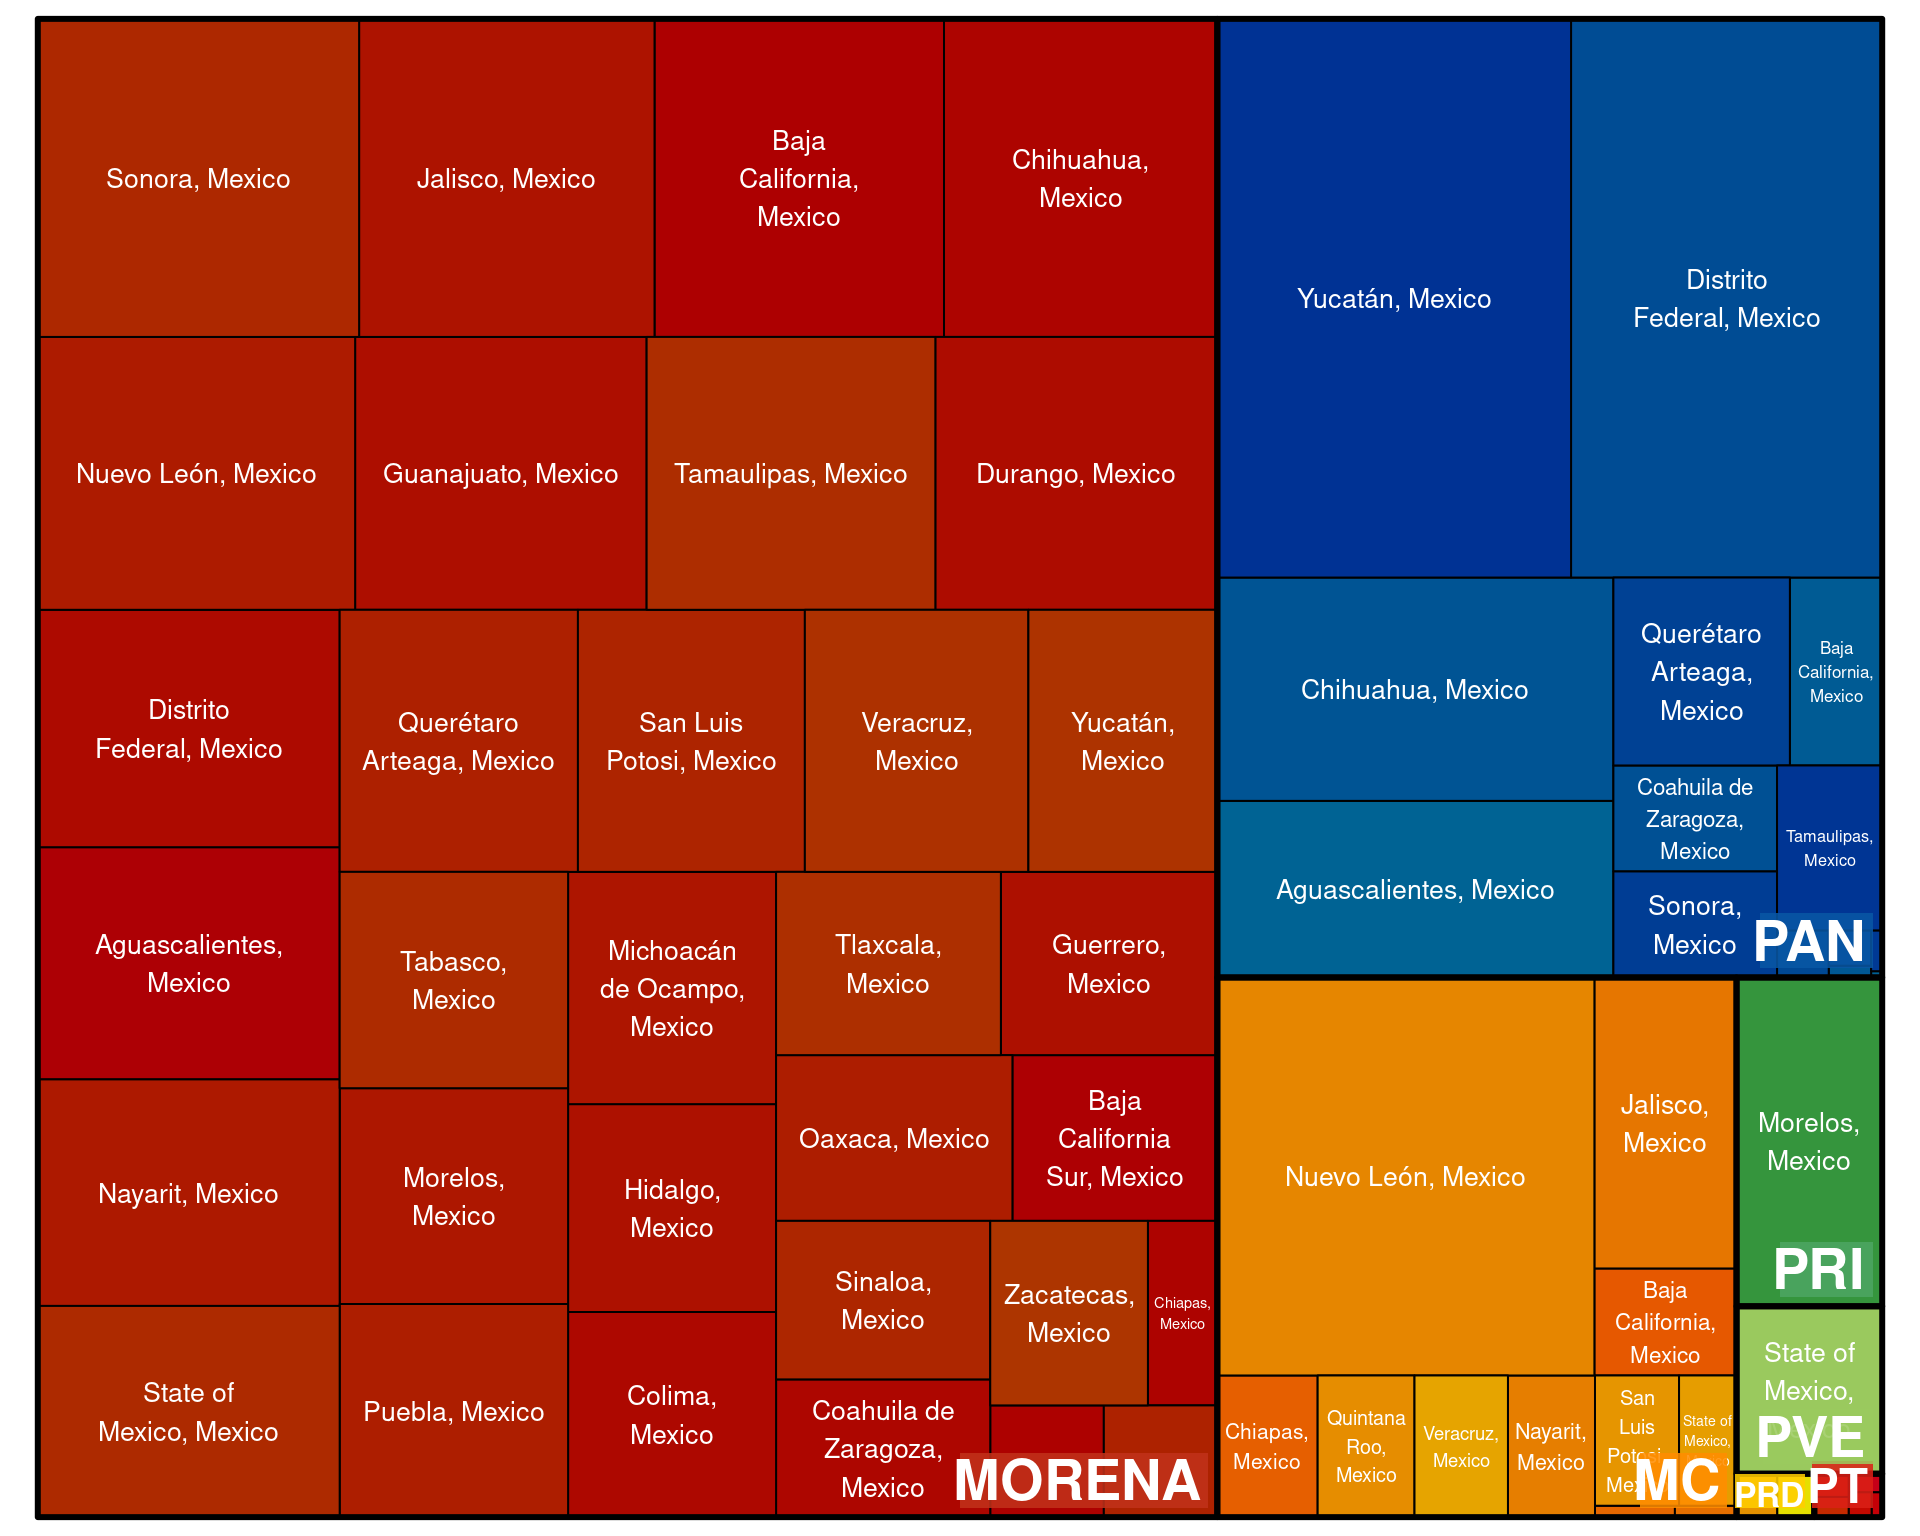 Sonora, Mexico
Jalisco, Mexico
Baja
California,
Mexico
Chihuahua,
Mexico
Nuevo León, Mexico
Guanajuato, Mexico
Tamaulipas, Mexico
Durango, Mexico
Distrito
Federal, Mexico
Querétaro
Arteaga, Mexico
San Luis
Potosi, Mexico
Veracruz,
Mexico
Yucatán,
Mexico
Aguascalientes,
Mexico
Tabasco,
Mexico
Michoacán
de Ocampo,
Mexico
Tlaxcala,
Mexico
Guerrero,
Mexico
Nayarit, Mexico
Morelos,
Mexico
Hidalgo,
Mexico
Oaxaca, Mexico
Baja
California
Sur, Mexico
State of
Mexico, Mexico
Puebla, Mexico
Colima,
Mexico
Sinaloa,
Mexico
Zacatecas,
Mexico
Chiapas,
Mexico
Coahuila de
Zaragoza,
Mexico
MORENA
Yucatán, Mexico
Distrito
Federal, Mexico
Chihuahua, Mexico
Querétaro
Arteaga,
Mexico
Baja
California,
Mexico
Aguascalientes, Mexico
Coahuila de
Zaragoza,
Mexico
Tamaulipas,
Mexico
Sonora,
Mexico
PAN
Nuevo León, Mexico
Jalisco,
Mexico
Baja
California,
Mexico
Chiapas,
Mexico
Quintana
Roo,
Mexico
Veracruz,
Mexico
Nayarit,
Mexico
San
Luis
State of
Mexico,
MC
Morelos,
Mexico
PRI
State of
Mexico,
PVE
PRD
PT